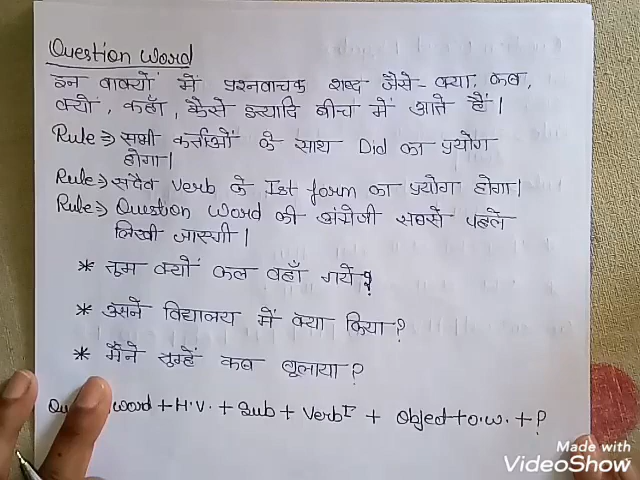 Question Word
इन वाक्यों में प्रश्नवाचक शब्द जैसे- क्या, कब,
क्यों, कहाँ, कैसे इत्यादि बीच में आते हैं।
Rule⇒ सभी कर्त्ताओं के साथ Did का प्रयोग
होगा।
Rule⇒ सदैव verb के Ist form का प्रयोग होगा।
Rule⇒ Question Word की अंग्रेजी सबसे पहले
लिखी जाएगी।
* तुम क्यों कल वहाँ गये?
* उसने विद्यालय में क्या किया?
* मैंने तुम्हें कब बुलाया?
word + H.V. + Sub + Verb I + Object + o.w. + ?
Made with
VideoShow